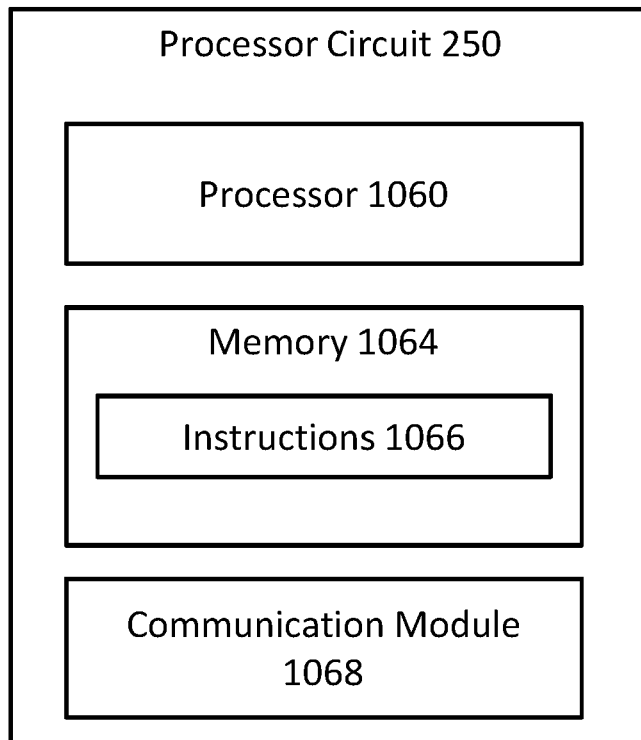 Processor Circuit 250
Processor 1060
Memory 1064
Instructions 1066
Communication Module
1068